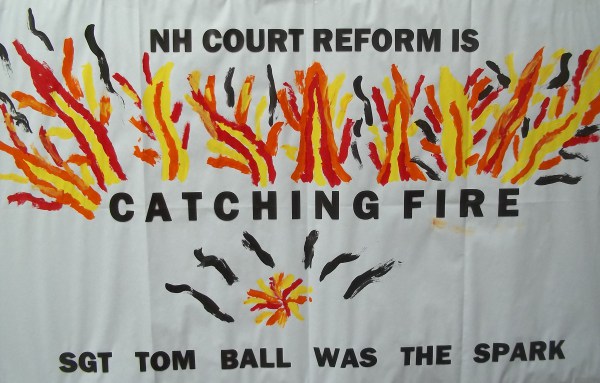 NH COURT REFORM IS
CATCHING FIRE
SGT TOM BALL WAS THE SPARK